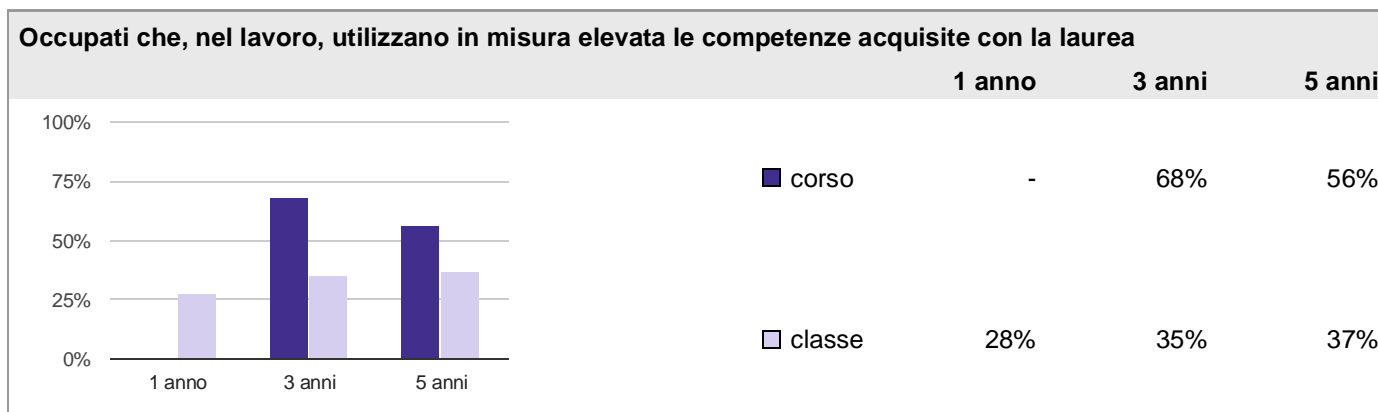 Occupati che, nel lavoro, utilizzano in misura elevata le competenze acquisite con la laurea
1 anno 3 anni 5 anni
100%
75%
50%
25%
0%
1 anno 3 anni 5 anni
corso - 68% 56%
classe 28% 35% 37%